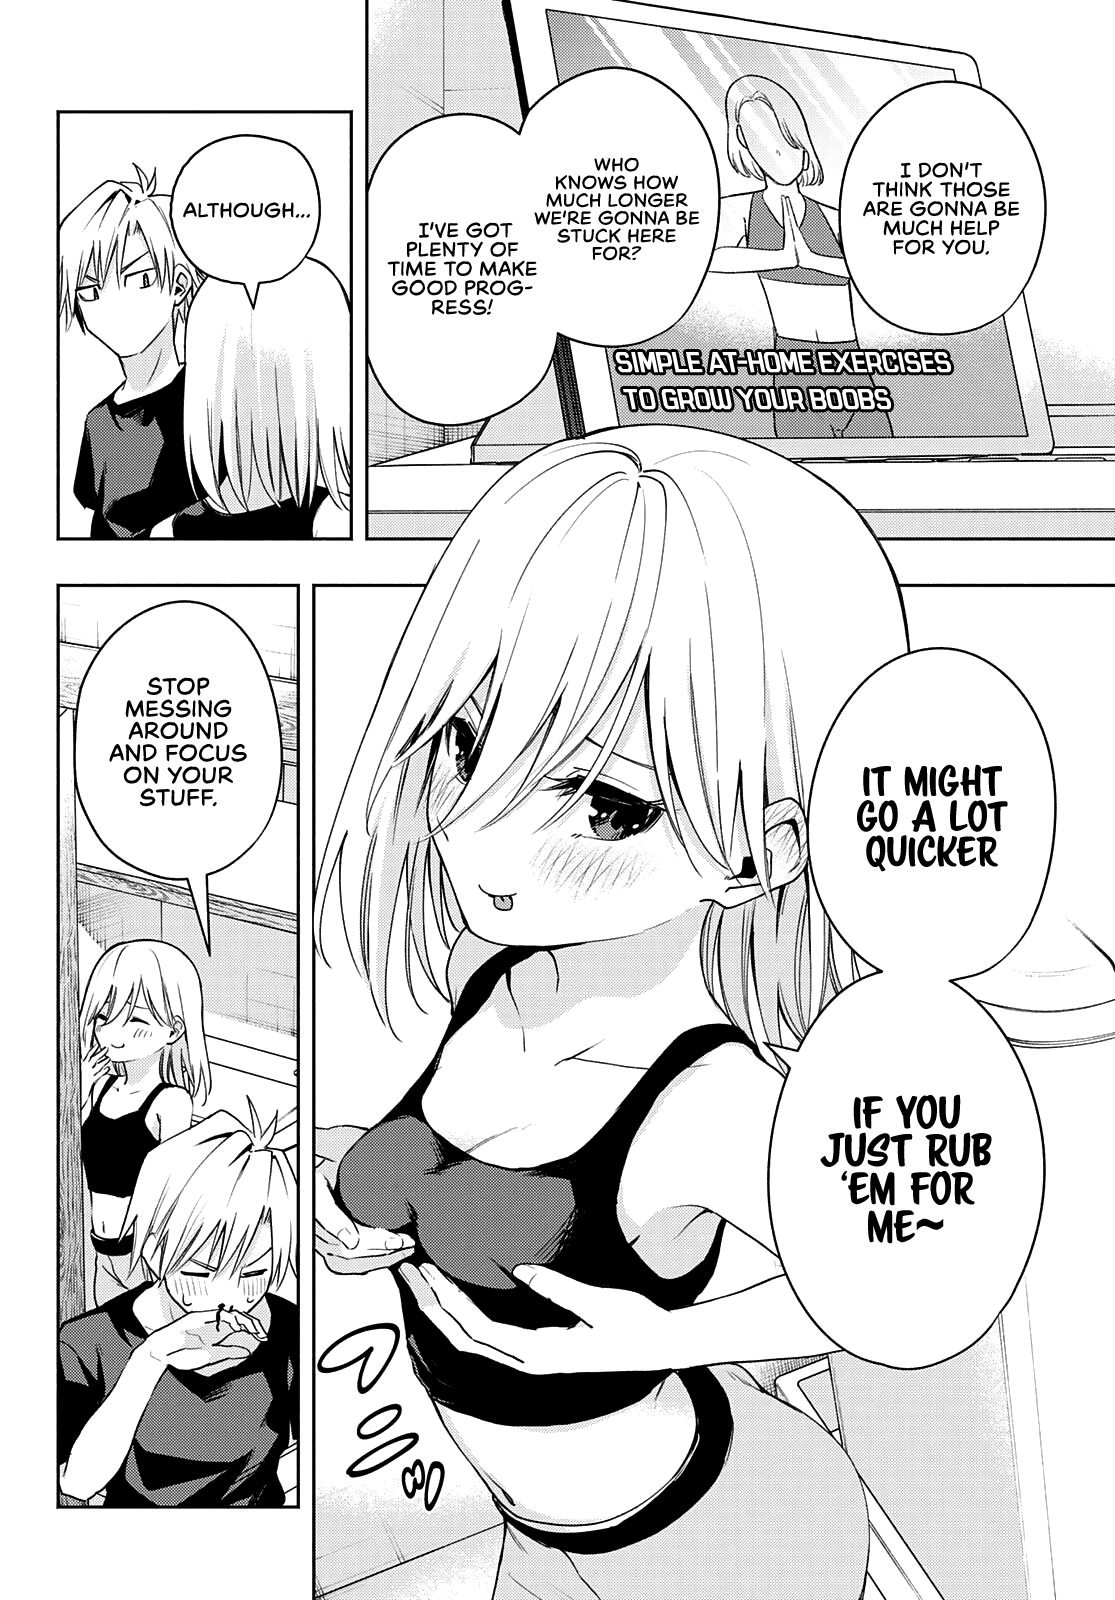 I DON'T
THINK THOSE
ARE GONNA BE
MUCH HELP
FOR YOU.
SIMPLE AT-HOME EXERCISES
TO GROW YOUR BOOBS
WHO
KNOWS HOW
MUCH LONGER
WE'RE GONNA BE
STUCK HERE
FOR?
I'VE GOT
PLENTY OF
TIME TO MAKE
GOOD PROG-
RESS!
ALTHOUGH...
IT MIGHT
GO A LOT
QUICKER
IF YOU
JUST RUB
'EM FOR
ME~
STOP
MESSING
AROUND
AND FOCUS
ON YOUR
STUFF.